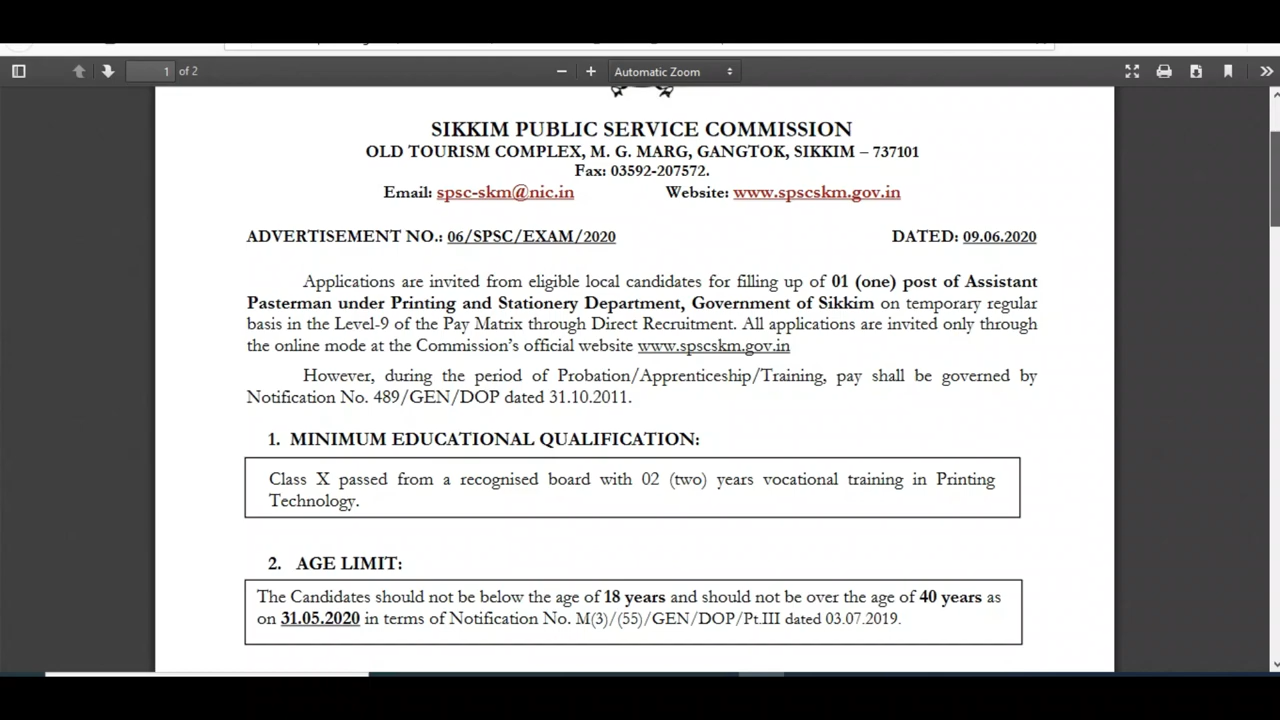 1 of 2
Automatic Zoom
SIKKIM PUBLIC SERVICE COMMISSION
OLD TOURISM COMPLEX, M. G. MARG, GANGTOK, SIKKIM – 737101
Fax: 03592-207572.
Email: spsc-skm@nic.in Website: www.spscskm.gov.in
ADVERTISEMENT NO.: 06/SPSC/EXAM/2020 DATED: 09.06.2020
Applications are invited from eligible local candidates for filling up of 01 (one) post of Assistant
Pasterman under Printing and Stationery Department, Government of Sikkim on temporary regular
basis in the Level-9 of the Pay Matrix through Direct Recruitment. All applications are invited only through
the online mode at the Commission's official website www.spscskm.gov.in
However, during the period of Probation/Apprenticeship/Training, pay shall be governed by
Notification No. 489/GEN/DOP dated 31.10.2011.
1. MINIMUM EDUCATIONAL QUALIFICATION:
Class X passed from a recognised board with 02 (two) years vocational training in Printing
Technology.
2. AGE LIMIT:
The Candidates should not be below the age of 18 years and should not be over the age of 40 years as
on 31.05.2020 in terms of Notification No. M(3)/(55)/GEN/DOP/Pt.III dated 03.07.2019.